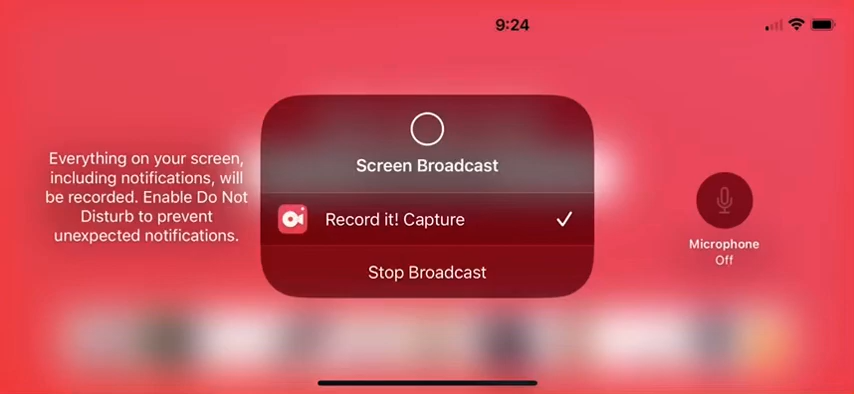 9:24
Everything on your screen,
including notifications, will
be recorded. Enable Do Not
Disturb to prevent
unexpected notifications.
Screen Broadcast
Record it! Capture
Stop Broadcast
Microphone
Off